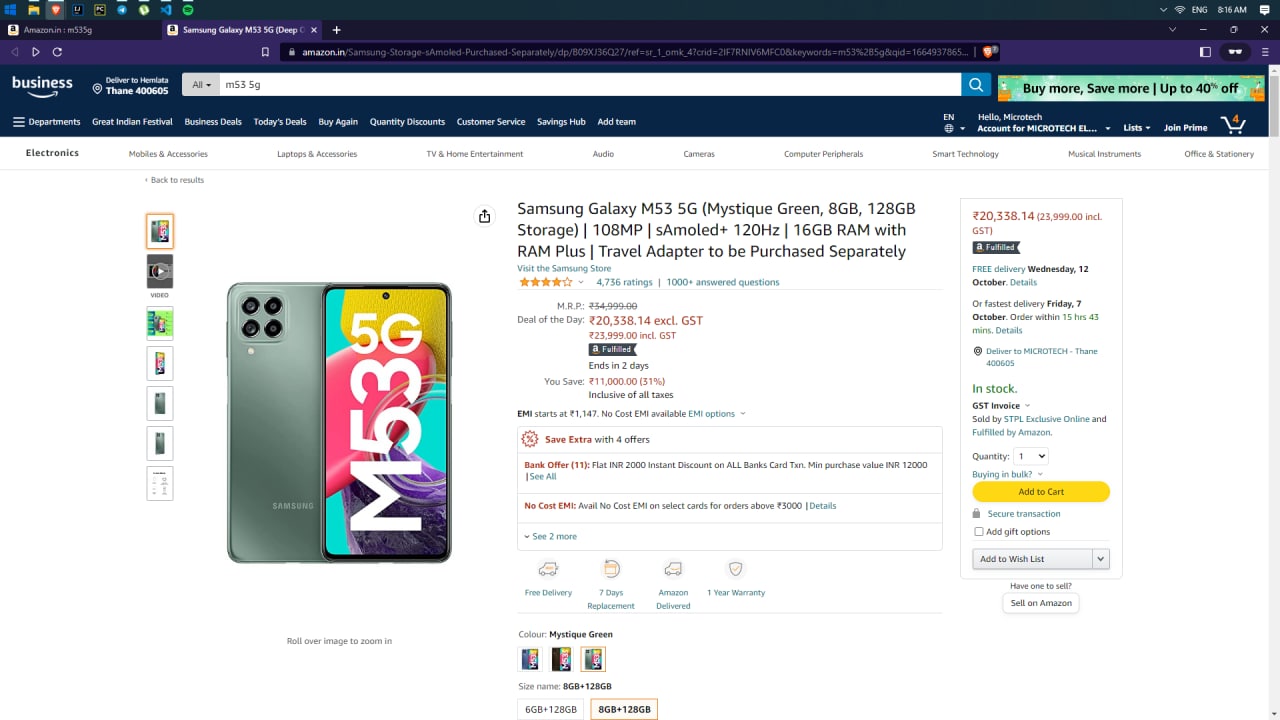 ENG
8:16 AM
Amazon.in : m535g
Samsung Galaxy M53 5G (Deep O
amazon.in/Samsung-Storage-sAmoled-Purchased-Separately/dp/B09XJ36Q27/ref=sr_1_omk_4?crid=2IF7RNIV6MFC0&keywords=m53%285g&qid=1664937865...
business
Deliver to Hemlata
Thane 400605
All
m53 5g
Buy more, Save more | Up to 40% off
Departments
Great Indian Festival
Business Deals
Today's Deals
Buy Again
Quantity Discounts
Customer Service
Savings Hub
Add team
EN
Hello, Microtech
Account for MICROTECH EL...
Lists
Join Prime
4
Electronics
Mobiles & Accessories
Laptops & Accessories
TV & Home Entertainment
Audio
Cameras
Computer Peripherals
Smart Technology
Musical Instruments
Office & Stationery
‹ Back to results
VIDEO
SAMSUNG
M53 5G
Roll over image to zoom in
Samsung Galaxy M53 5G (Mystique Green, 8GB, 128GB
Storage) | 108MP | sAmoled+ 120Hz | 16GB RAM with
RAM Plus | Travel Adapter to be Purchased Separately
Visit the Samsung Store
4,736 ratings | 1000+ answered questions
M.R.P.: ₹34,999.00
Deal of the Day: ₹20,338.14 excl. GST
₹23,999.00 incl. GST
a Fulfilled
Ends in 2 days
You Save: ₹11,000.00 (31%)
Inclusive of all taxes
EMI starts at ₹1,147. No Cost EMI available EMI options
Save Extra with 4 offers
Bank Offer (11): Flat INR 2000 Instant Discount on ALL Banks Card Txn. Min purchase value INR 12000
|See All
No Cost EMI: Avail No Cost EMI on select cards for orders above ₹3000 |Details
See 2 more
Free Delivery
7 Days
Replacement
Amazon
Delivered
1 Year Warranty
Colour: Mystique Green
Size name: 8GB+128GB
6GB+128GB
8GB+128GB
₹20,338.14 (23,999.00 incl.
GST)
a Fulfilled
FREE delivery Wednesday, 12
October. Details
Or fastest delivery Friday, 7
October. Order within 15 hrs 43
mins. Details
Deliver to MICROTECH - Thane
400605
In stock.
GST Invoice
Sold by STPL Exclusive Online and
Fulfilled by Amazon.
Quantity: 1
Buying in bulk?
Add to Cart
Secure transaction
Add gift options
Add to Wish List
Have one to sell?
Sell on Amazon